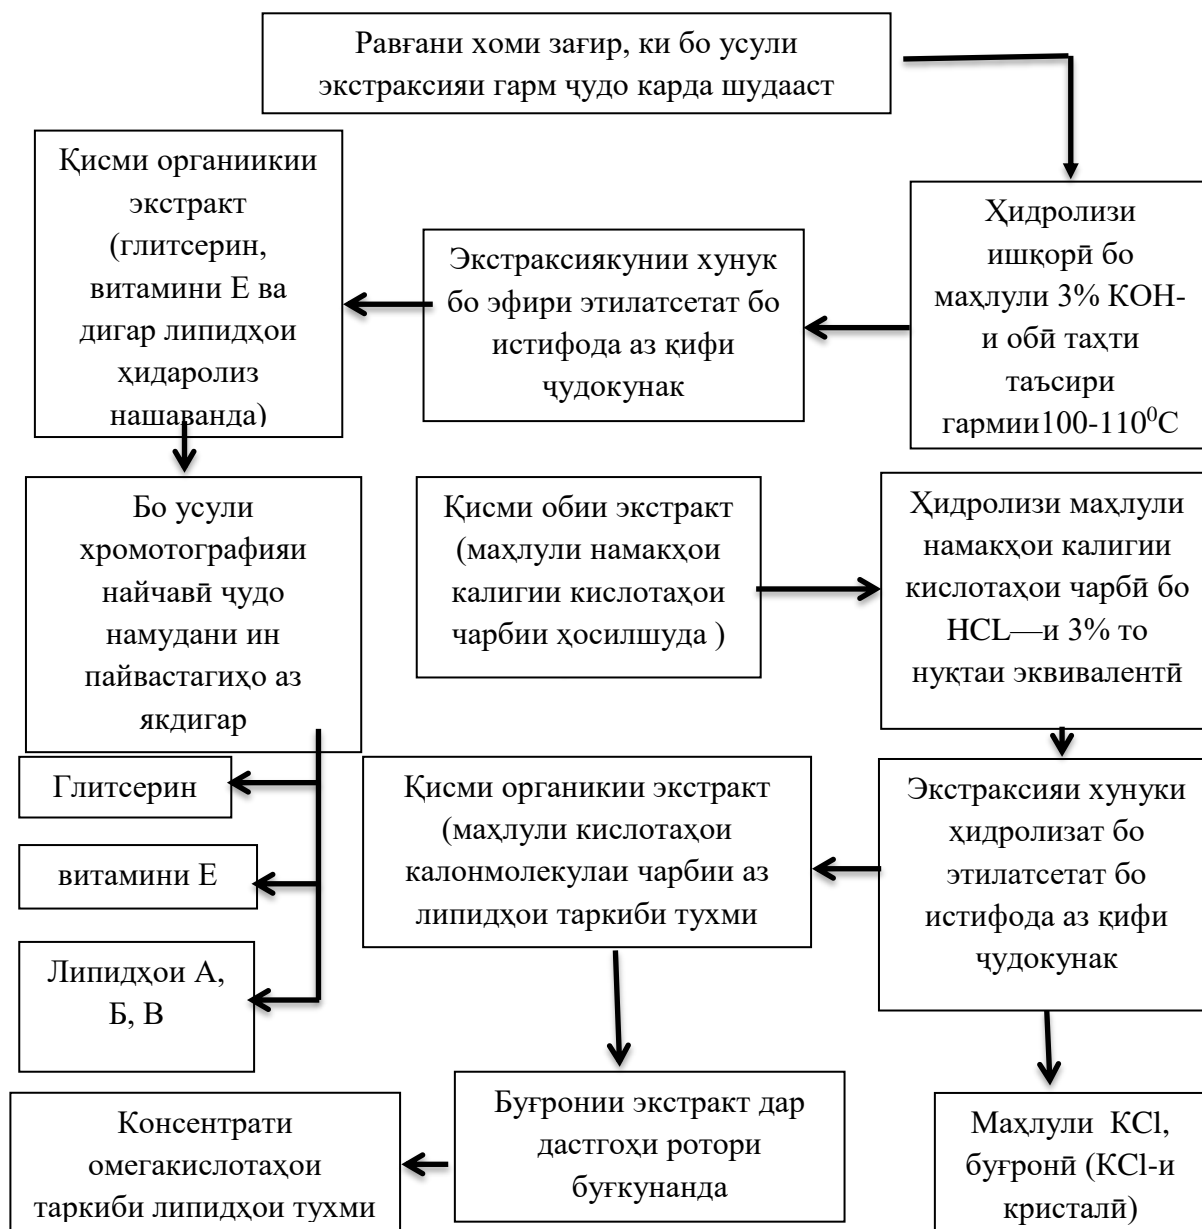 Равғани хоми зағир, ки бо усули
экстраксияи гарм ҷудо карда шудааст
Қисми органиикии
экстракт
(глитсерин,
витамини Е ва
дигар липидҳои
ҳидаролиз
нашаванда)
Экстраксиякунии хунук
бо эфири этилатсетат бо
истифода аз қифи
ҷудокунак
Ҳидролизи
ишқорӣ бо
маҳлули 3% КОН-
и обӣ таҳти
таъсири
гармии100-110⁰С
Бо усули
хромотографияи
найчавӣ ҷудо
намудани ин
пайвастагиҳо аз
якдигар
Қисми обии экстракт
(маҳлули намакҳои
калигии кислотаҳои
чарбии ҳосилшуда )
Ҳидролизи маҳлули
намакҳои калигии
кислотаҳои чарбӣ бо
HCL—и 3% то
нуқтаи эквивалентӣ
Глитсерин
витамини Е
Липидҳои А,
Б, В
Қисми органикии экстракт
(маҳлули кислотаҳои
калонмолекулаи чарбии аз
липидҳои таркиби тухми
Экстраксияи хунуки
ҳидролизат бо
этилатсетат бо
истифода аз қифи
ҷудокунак
Консентрати
омегакислотаҳои
таркиби липидҳои тухми
Буғронии экстракт дар
дастгоҳи ротори
буғкунанда
Маҳлули КCl,
буғронӣ (КCl-и
кристалӣ)